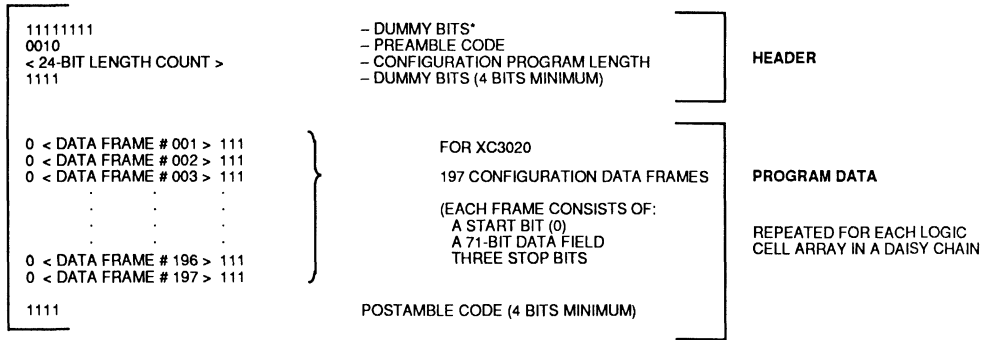 11111111 – DUMMY BITS*
0010 – PREAMBLE CODE
< 24-BIT LENGTH COUNT > – CONFIGURATION PROGRAM LENGTH
1111 – DUMMY BITS (4 BITS MINIMUM)
HEADER
0 < DATA FRAME # 001 > 111
0 < DATA FRAME # 002 > 111
0 < DATA FRAME # 003 > 111
. . .
. . .
. . .
. . .
0 < DATA FRAME # 196 > 111
0 < DATA FRAME # 197 > 111
FOR XC3020
197 CONFIGURATION DATA FRAMES
(EACH FRAME CONSISTS OF:
A START BIT (0)
A 71-BIT DATA FIELD
THREE STOP BITS
PROGRAM DATA
REPEATED FOR EACH LOGIC
CELL ARRAY IN A DAISY CHAIN
1111 POSTAMBLE CODE (4 BITS MINIMUM)